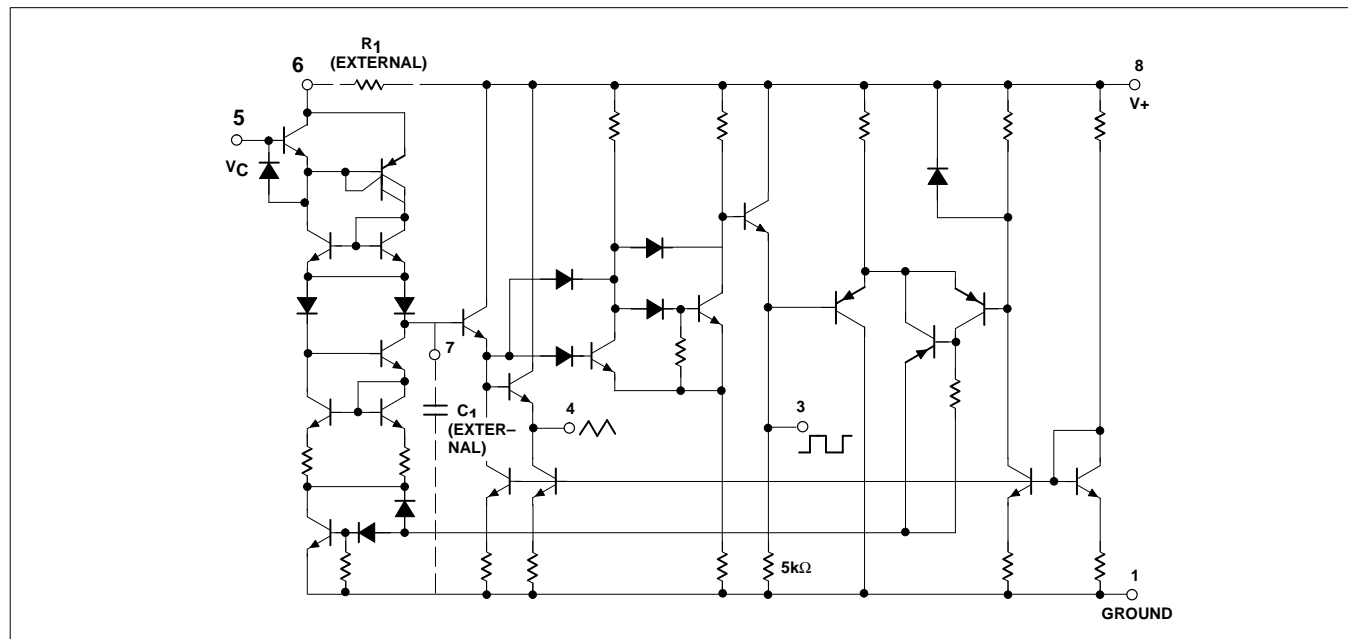 R1
(EXTERNAL)
6
8
V+
5
VC
7
C1
(EXTER–
NAL)
4
3
5kΩ
1
GROUND